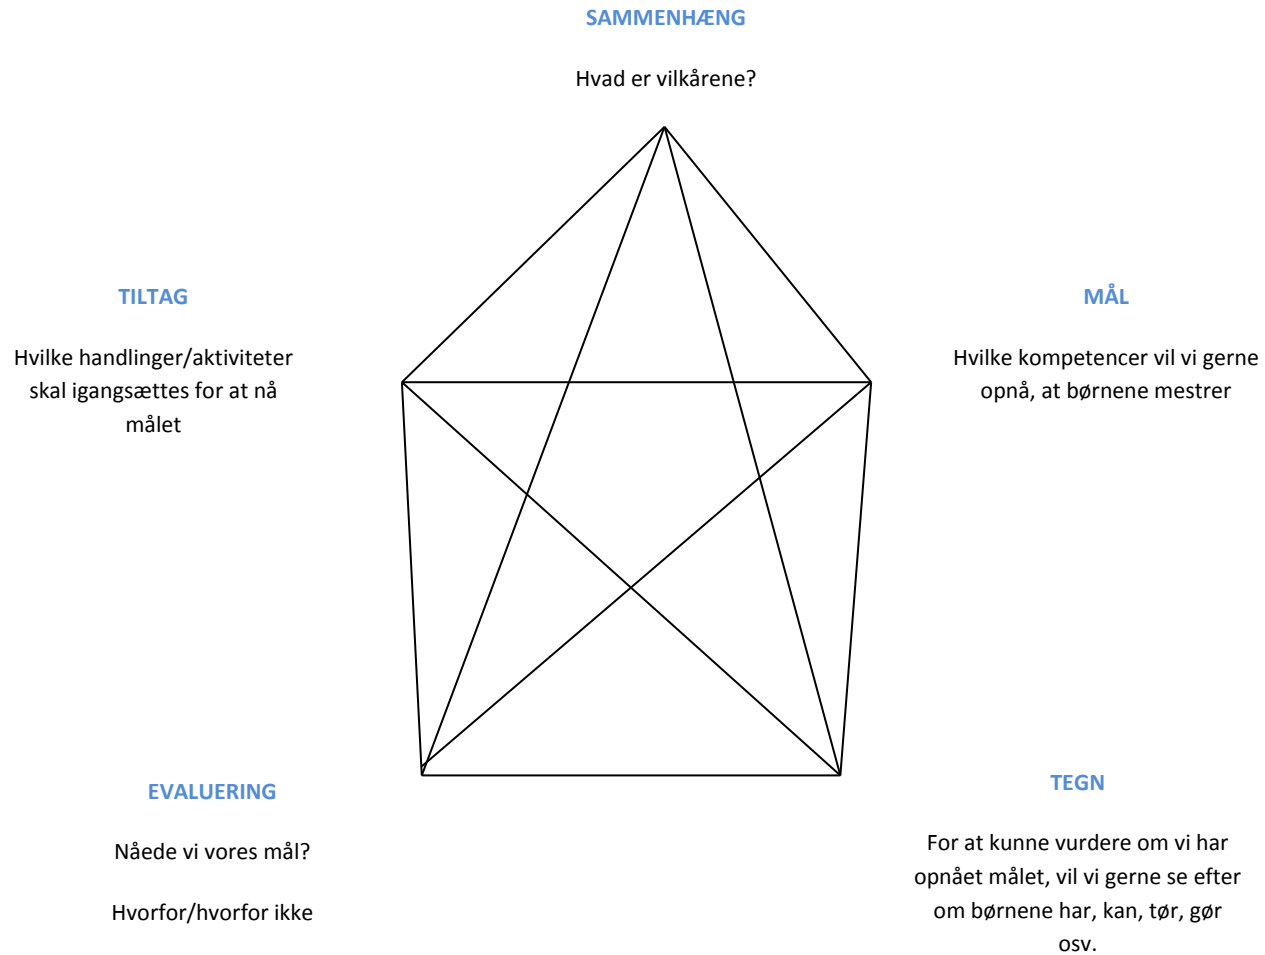 SAMMENHÆNG
Hvad er vilkårene?
TILTAG
Hvilke handlinger/aktiviteter
skal igangsættes for at nå
målet
MÅL
Hvilke kompetencer vil vi gerne
opnå, at børnene mestrer
EVALUERING
Nåede vi vores mål?
Hvorfor/hvorfor ikke
TEGN
For at kunne vurdere om vi har
opnået målet, vil vi gerne se efter
om børnene har, kan, tør, gør
osv.